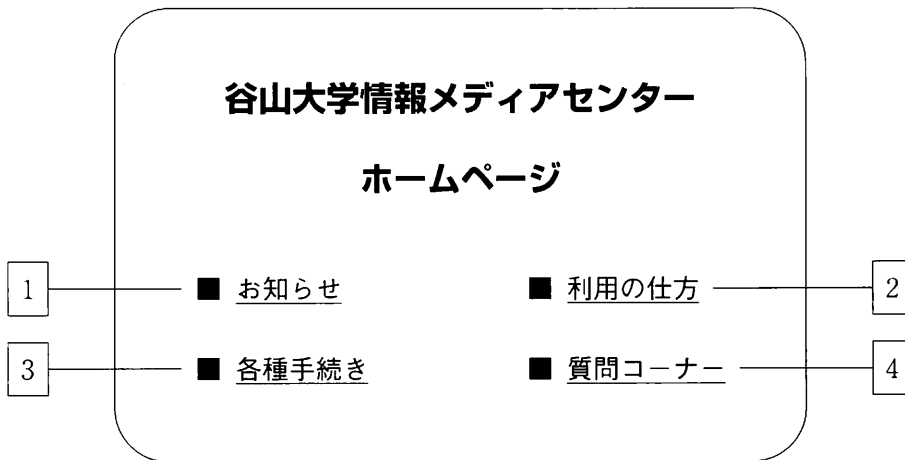 谷山大学情報メディアセンター
ホームページ
1 ■ お知らせ ■ 利用の仕方 2
3 ■ 各種手続き ■ 質問コーナー 4